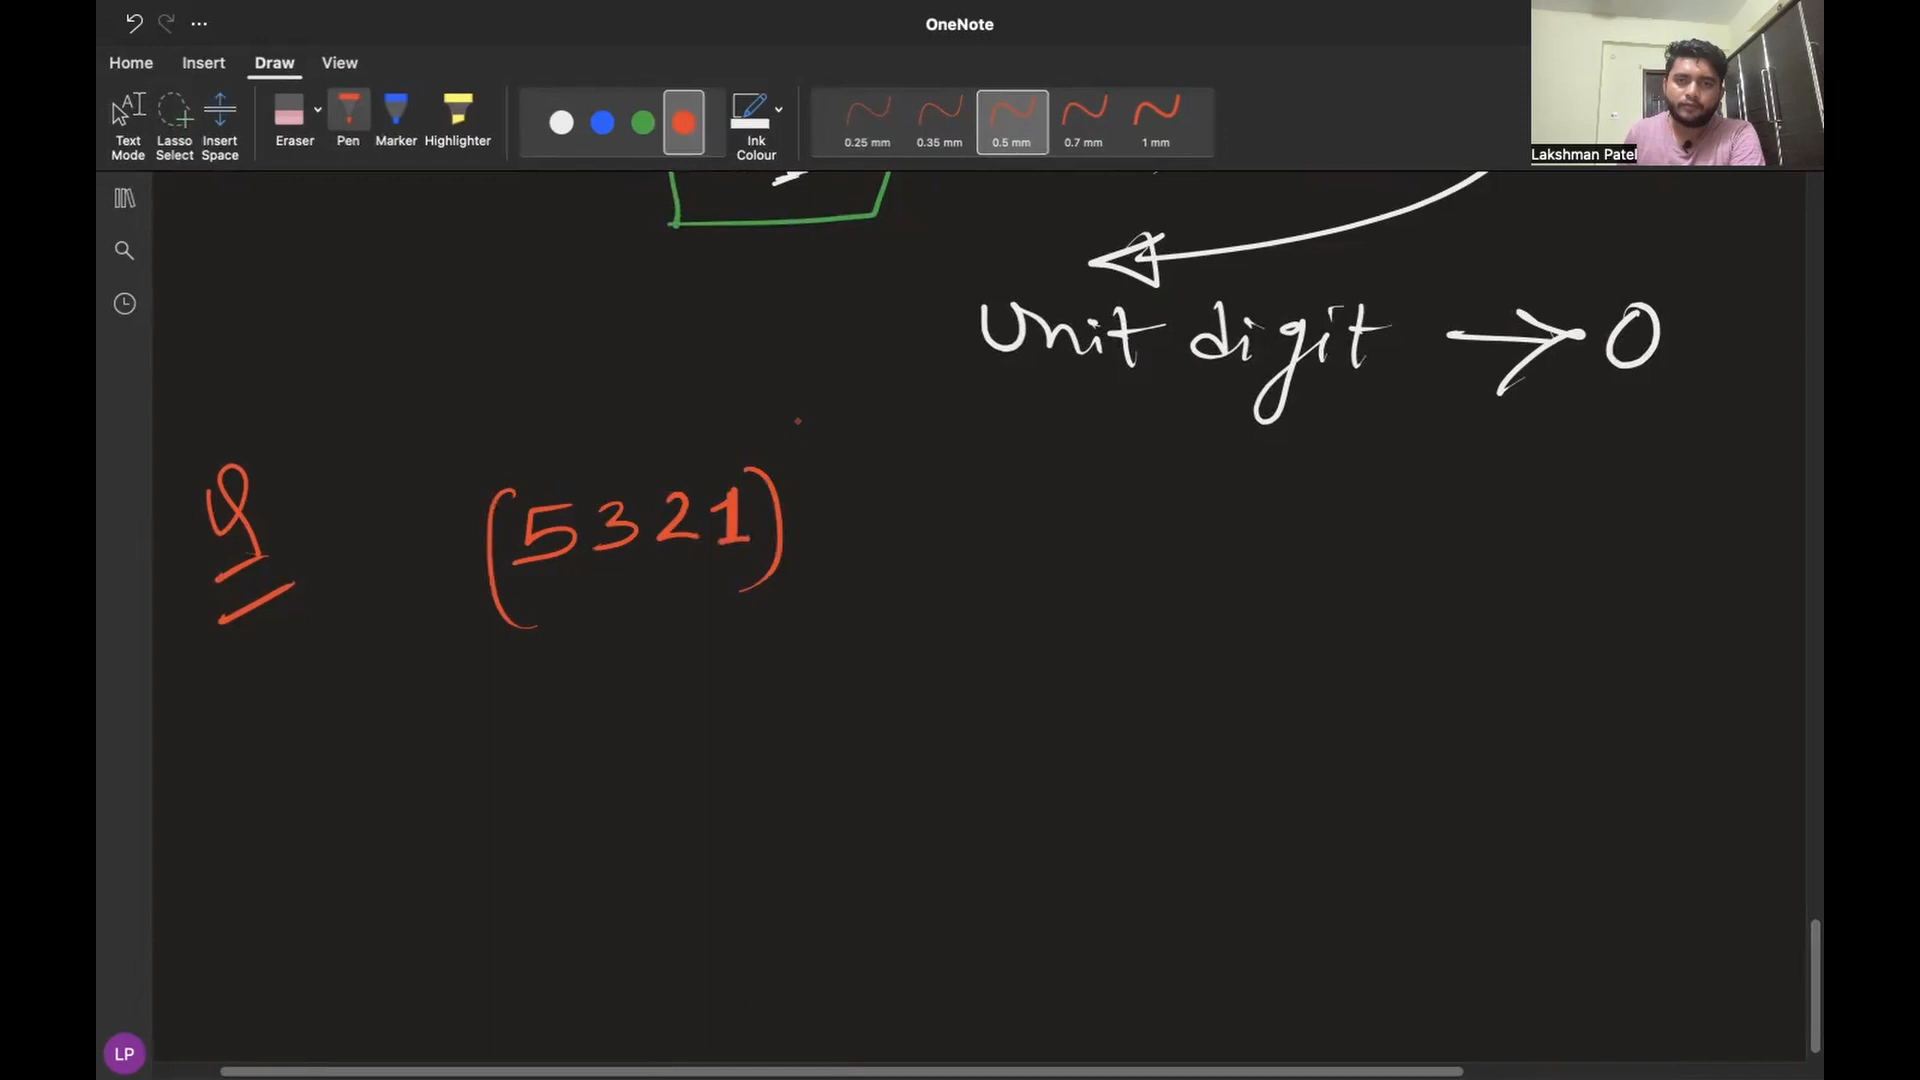 OneNote
Home Insert Draw View
Text Mode
Lasso Select
Insert Space
Eraser
Pen
Marker
Highlighter
Ink Colour
0.25 mm
0.35 mm
0.5 mm
0.7 mm
1 mm
Lakshman Patel
Unit digit → 0
Q (5321)
LP